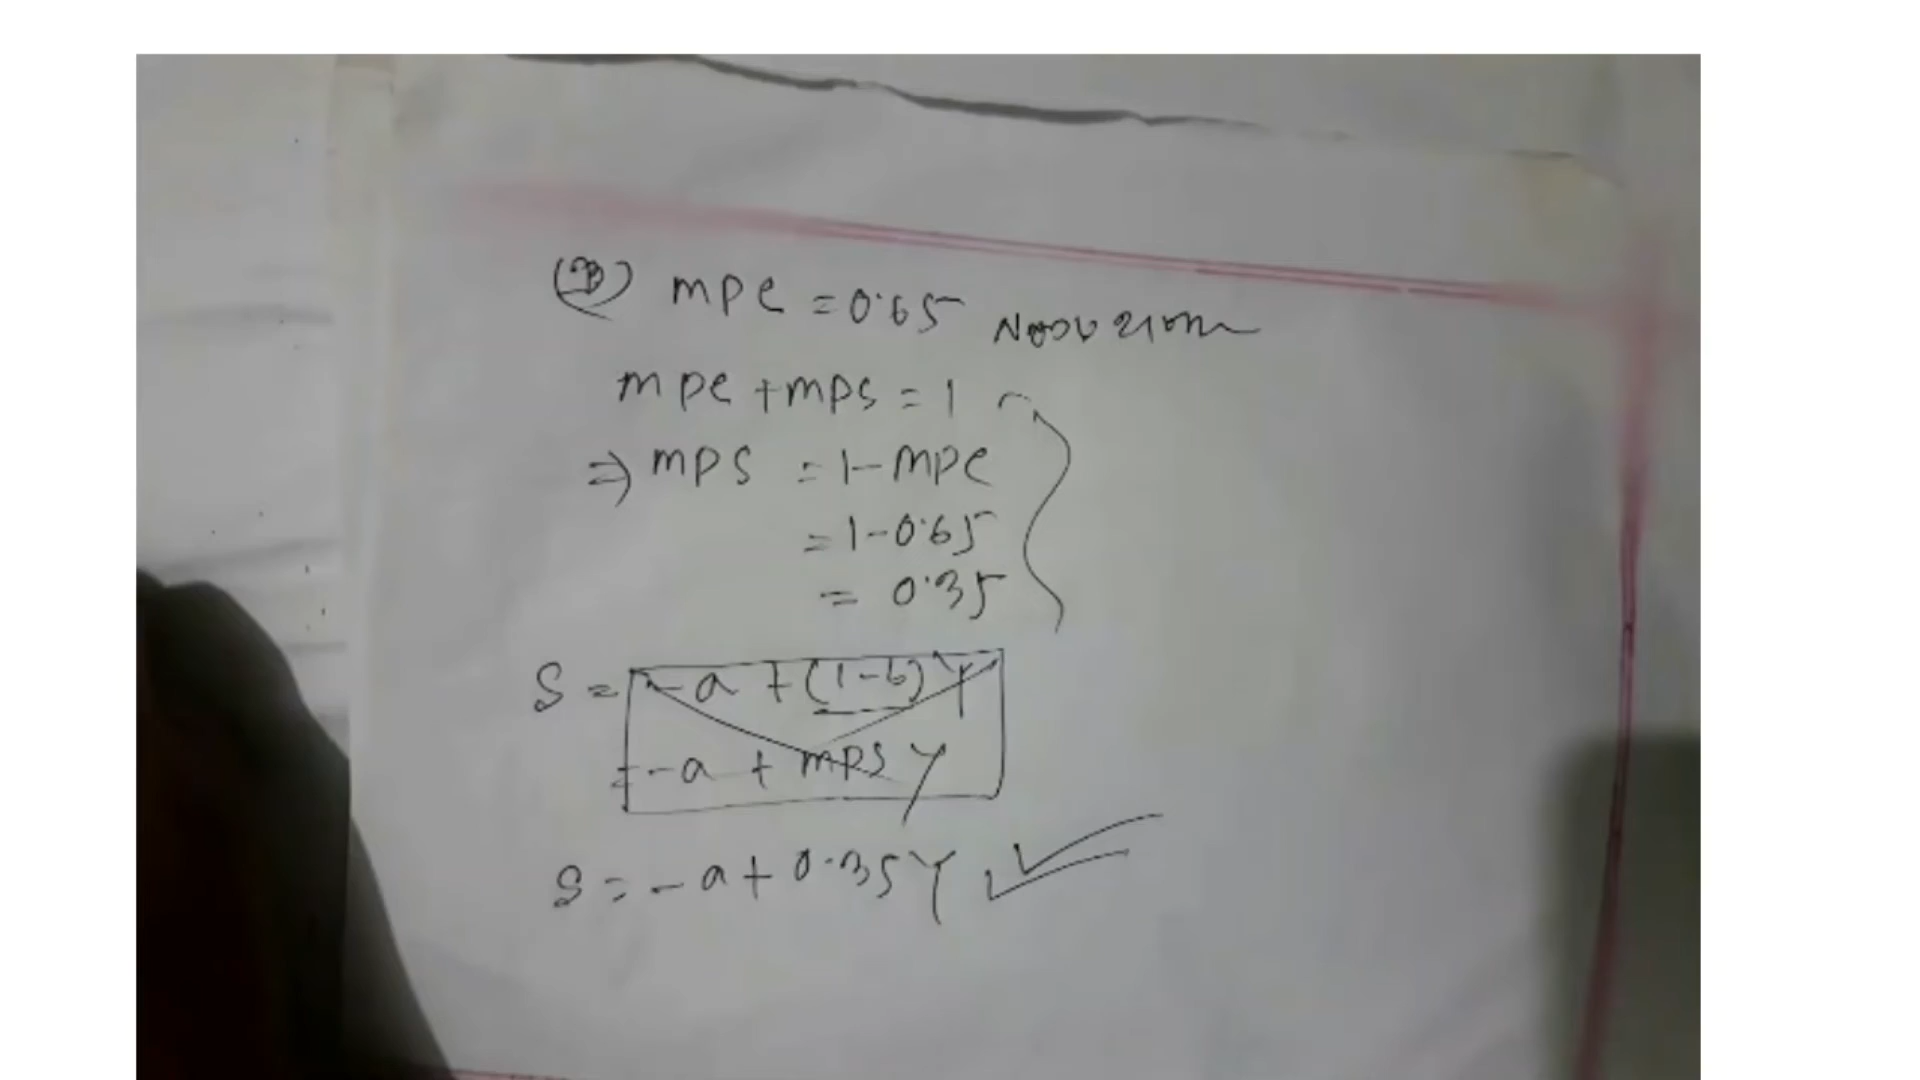 mpc = 0.65
mpc + mps = 1
⇒ mps = 1 - mpc
= 1 - 0.65
= 0.35
S = -a + (1-b) Y
= -a + mps Y
S = -a + 0.35 Y ✓✓